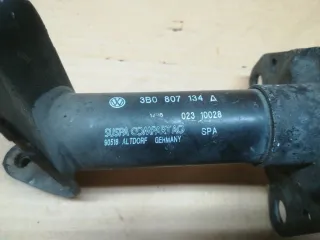 3B0 807 134 A
023 10028
SUSPA COMPART AG SPA
90518 ALTDORF GERMANY